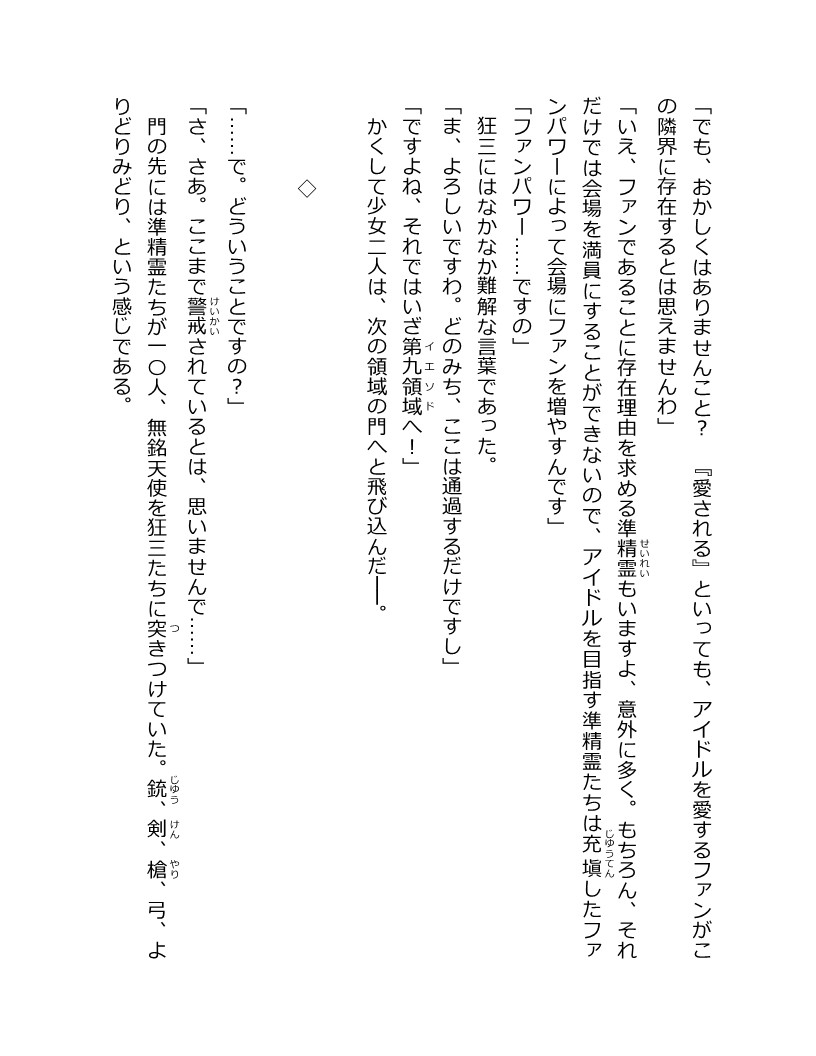 「でも、おかしくはありませんこと？　『愛される』といっても、アイドルを愛するファンがこ
の隣界に存在するとは思えませんわ」
「いえ、ファンであることに存在理由を求める準精霊もいますよ、意外に多く。もちろん、それ
だけでは会場を満員にすることができないので、アイドルを目指す準精霊たちは充塡したファ
ンパワーによって会場にファンを増やすんです」
「ファンパワー……ですの」
　狂三にはなかなか難解な言葉であった。
「ま、よろしいですわ。どのみち、ここは通過するだけですし」
「ですよね、それではいざ第九領域へ！」
　かくして少女二人は、次の領域の門へと飛び込んだ──。
◇
「……で。どういうことですの？」
「さ、さあ。ここまで警戒されているとは、思いませんで……」
　門の先には準精霊たちが一〇人、無銘天使を狂三たちに突きつけていた。銃、剣、槍、弓、よ
りどりみどり、という感じである。